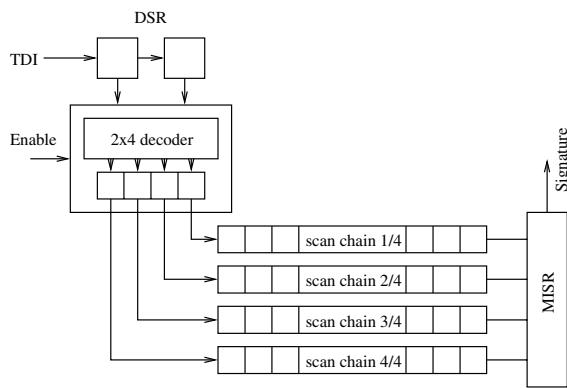 DSR
TDI
Enable
2x4 decoder
Signature
scan chain 1/4
scan chain 2/4
scan chain 3/4
scan chain 4/4
MISR